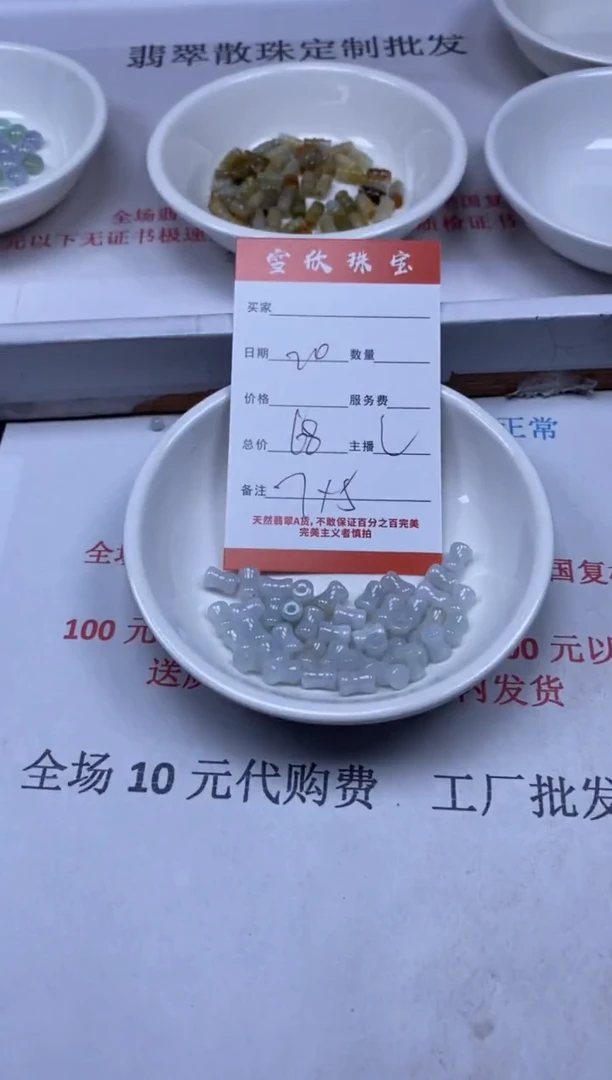 翡翠散珠定制批发
全场翡
国复
元以下无证书极速
质检证书
雪欣珠宝
买家
日期 20 数量
价格 服务费
总价 68 主播 L
备注 7×5
天然翡翠A货,不敢保证百分之百完美
完美主义者慎拍
正常
全场
国复检
100 元
00 元以
送质
内发货
全场 10 元代购费 工厂批发